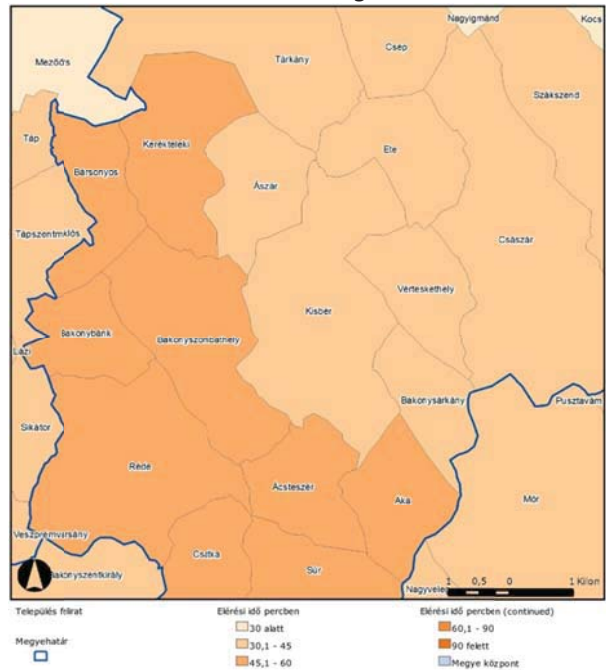 Nagyigmánd
Kocs
Mezőörs
Tárkány
Csép
Szákszend
Táp
Kerékteleki
Ete
Bársonyos
Ászár
Tápszentmiklós
Császár
Vérteskethely
Kisbér
Bakonybánk
Bakonyszombathely
Lázi
Bakonysárkány
Pusztavám
Sikátor
Réde
Ácsteszér
Aka
Mór
Veszprémvarsány
Csatka
Súr
Bakonyszentkirály
1 0,5 0 1 Kilom
Település felirat
Elérési idő percben
Elérési idő percben (continued)
30 alatt
60,1 - 90
Megyehatár
30,1 - 45
90 felett
45,1 - 60
Megye központ